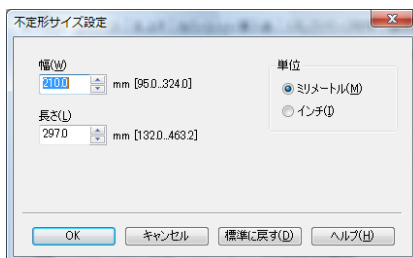 不定形サイズ設定
幅(W)
210.0 mm [95.0..324.0]
長さ(L)
297.0 mm [132.0..463.2]
単位
ミリメートル(M)
インチ(I)
OK キャンセル 標準に戻す(D) ヘルプ(H)